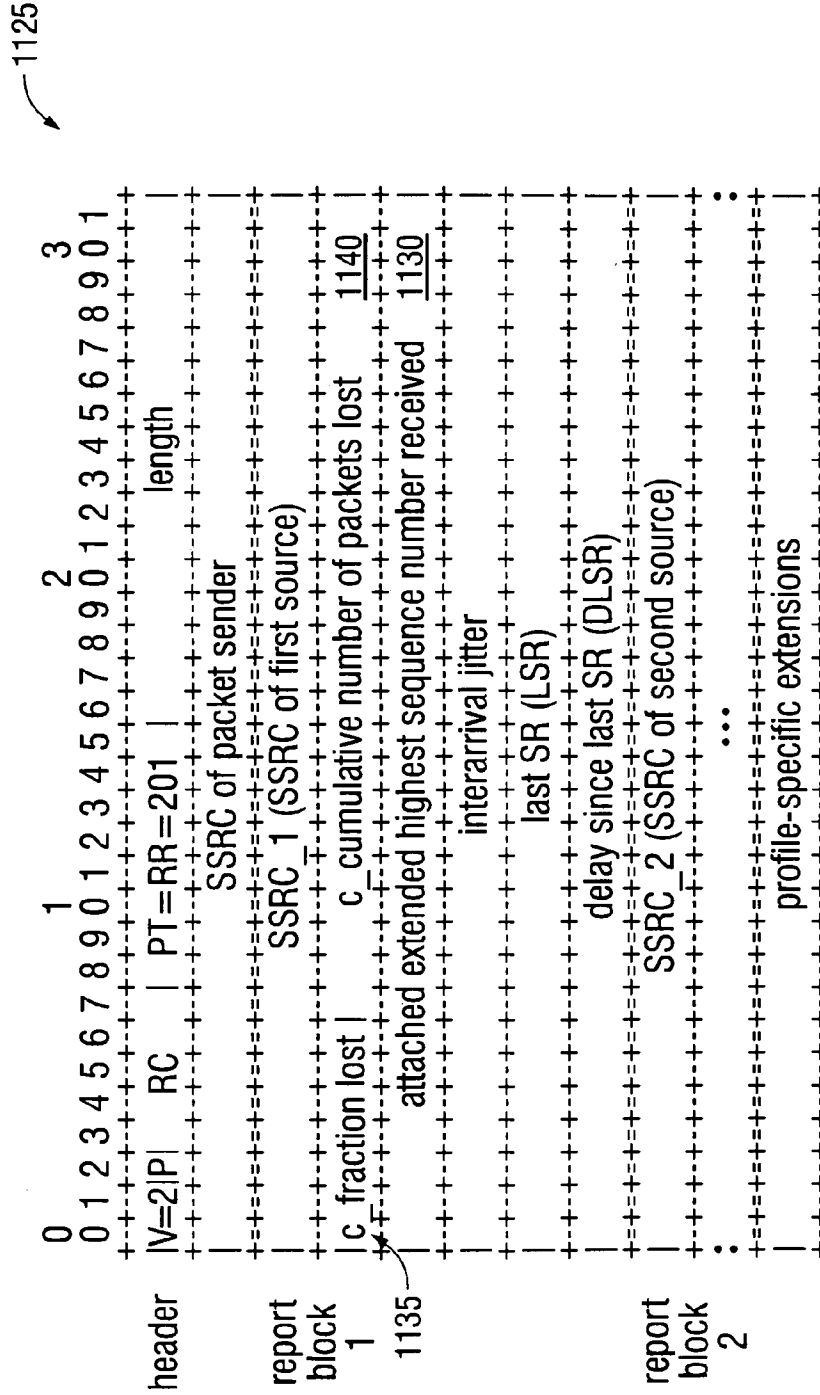 1125
0 1 2 3
0 1 2 3 4 5 6 7 8 9 0 1 2 3 4 5 6 7 8 9 0 1 2 3 4 5 6 7 8 9 0 1
+--+--+--+--+--+--+--+--+--+--+--+--+--+--+--+--+--+--+--+--+--+--+--+--+--+--+--+--+--+--+--+--+
header |V=2|P| RC | PT=RR=201 | length |
+--+--+--+--+--+--+--+--+--+--+--+--+--+--+--+--+--+--+--+--+--+--+--+--+--+--+--+--+--+--+--+--+
| SSRC of packet sender |
+==+==+==+==+==+==+==+==+==+==+==+==+==+==+==+==+==+==+==+==+==+==+==+==+==+==+==+==+==+==+==+==+
report | SSRC_1 (SSRC of first source) |
block +--+--+--+--+--+--+--+--+--+--+--+--+--+--+--+--+--+--+--+--+--+--+--+--+--+--+--+--+--+--+--+--+
1 |c_fraction lost | c_cumulative number of packets lost 1140 |
1135 +--+--+--+--+--+--+--+--+--+--+--+--+--+--+--+--+--+--+--+--+--+--+--+--+--+--+--+--+--+--+--+--+
| attached extended highest sequence number received 1130 |
+--+--+--+--+--+--+--+--+--+--+--+--+--+--+--+--+--+--+--+--+--+--+--+--+--+--+--+--+--+--+--+--+
| interarrival jitter |
+--+--+--+--+--+--+--+--+--+--+--+--+--+--+--+--+--+--+--+--+--+--+--+--+--+--+--+--+--+--+--+--+
| last SR (LSR) |
+--+--+--+--+--+--+--+--+--+--+--+--+--+--+--+--+--+--+--+--+--+--+--+--+--+--+--+--+--+--+--+--+
| delay since last SR (DLSR) |
+==+==+==+==+==+==+==+==+==+==+==+==+==+==+==+==+==+==+==+==+==+==+==+==+==+==+==+==+==+==+==+==+
report | SSRC_2 (SSRC of second source) |
block +--+--+--+--+--+--+--+--+--+--+--+--+--+--+--+--+--+--+--+--+--+--+--+--+--+--+--+--+--+--+--+--+
2 : ... :
+==+==+==+==+==+==+==+==+==+==+==+==+==+==+==+==+==+==+==+==+==+==+==+==+==+==+==+==+==+==+==+==+
| profile-specific extensions |
+--+--+--+--+--+--+--+--+--+--+--+--+--+--+--+--+--+--+--+--+--+--+--+--+--+--+--+--+--+--+--+--+